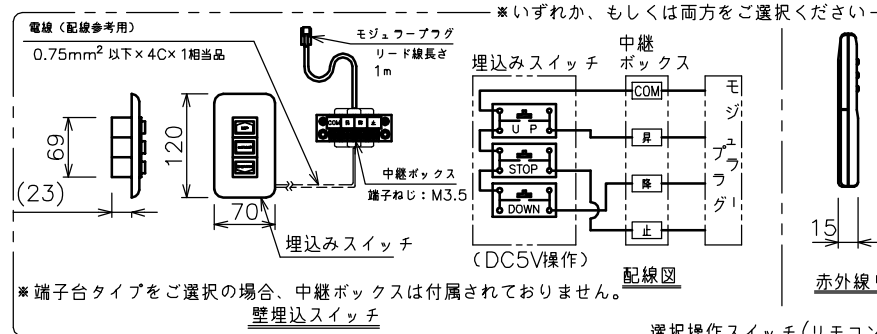 ※いずれか、もしくは両方をご選択ください
電線（配線参考用）
0.75mm² 以下×4C×1相当品
モジュラープラグ
リード線長さ
1m
69
(23)
120
70
COM 昇 降 止
中継ボックス
端子ねじ：M3.5
埋込みスイッチ
埋込みスイッチ
中継
ボックス
モジュラープラグ
COM
UP
昇
STOP
降
DOWN
止
(DC5V操作)
配線図
15
※端子台タイプをご選択の場合、中継ボックスは付属されておりません。
壁埋込スイッチ
赤外線
選択操作スイッチ(リモコン